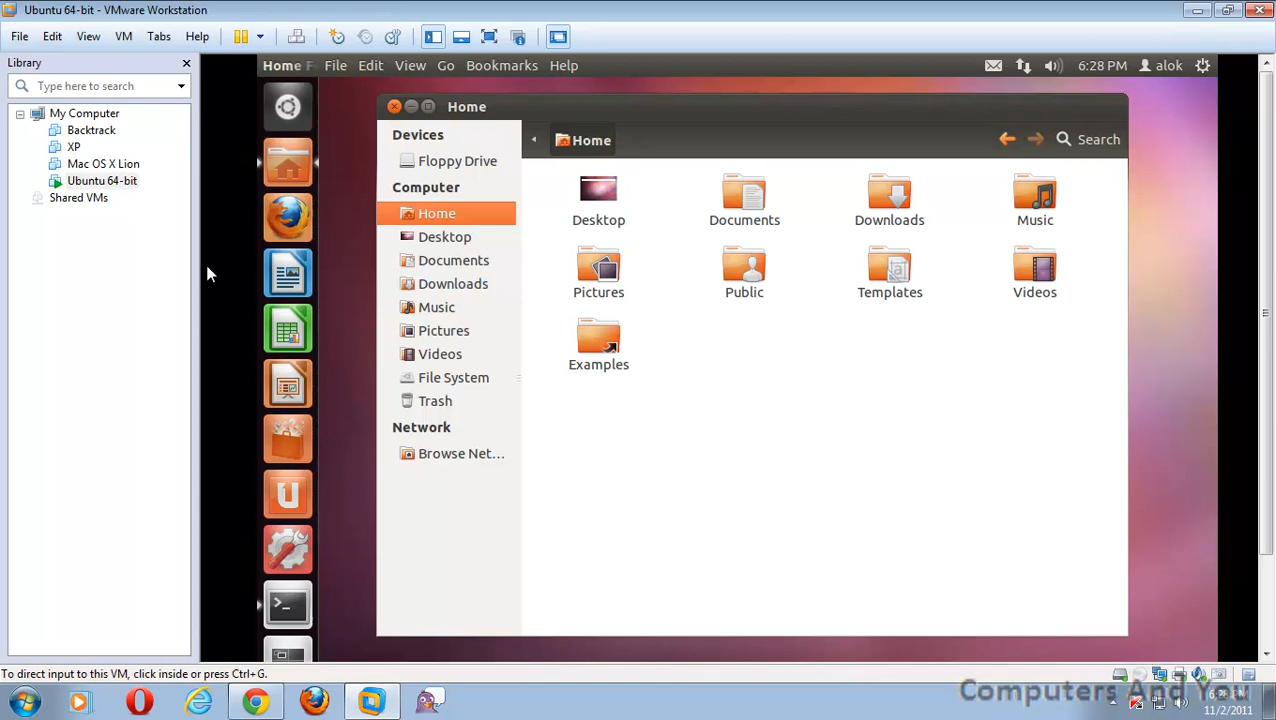 Ubuntu 64-bit - VMware Workstation
File Edit View VM Tabs Help
Library
Type here to search
My Computer
Backtrack
XP
Mac OS X Lion
Ubuntu 64-bit
Shared VMs
Home F File Edit View Go Bookmarks Help 6:28 PM alok
Home
Devices
Floppy Drive
Computer
Home
Desktop
Documents
Downloads
Music
Pictures
Videos
File System
Trash
Network
Browse Net...
Home Search
Desktop Documents Downloads Music
Pictures Public Templates Videos
Examples
To direct input to this VM, click inside or press Ctrl+G.
Computers And You
6:28 PM
11/2/2011